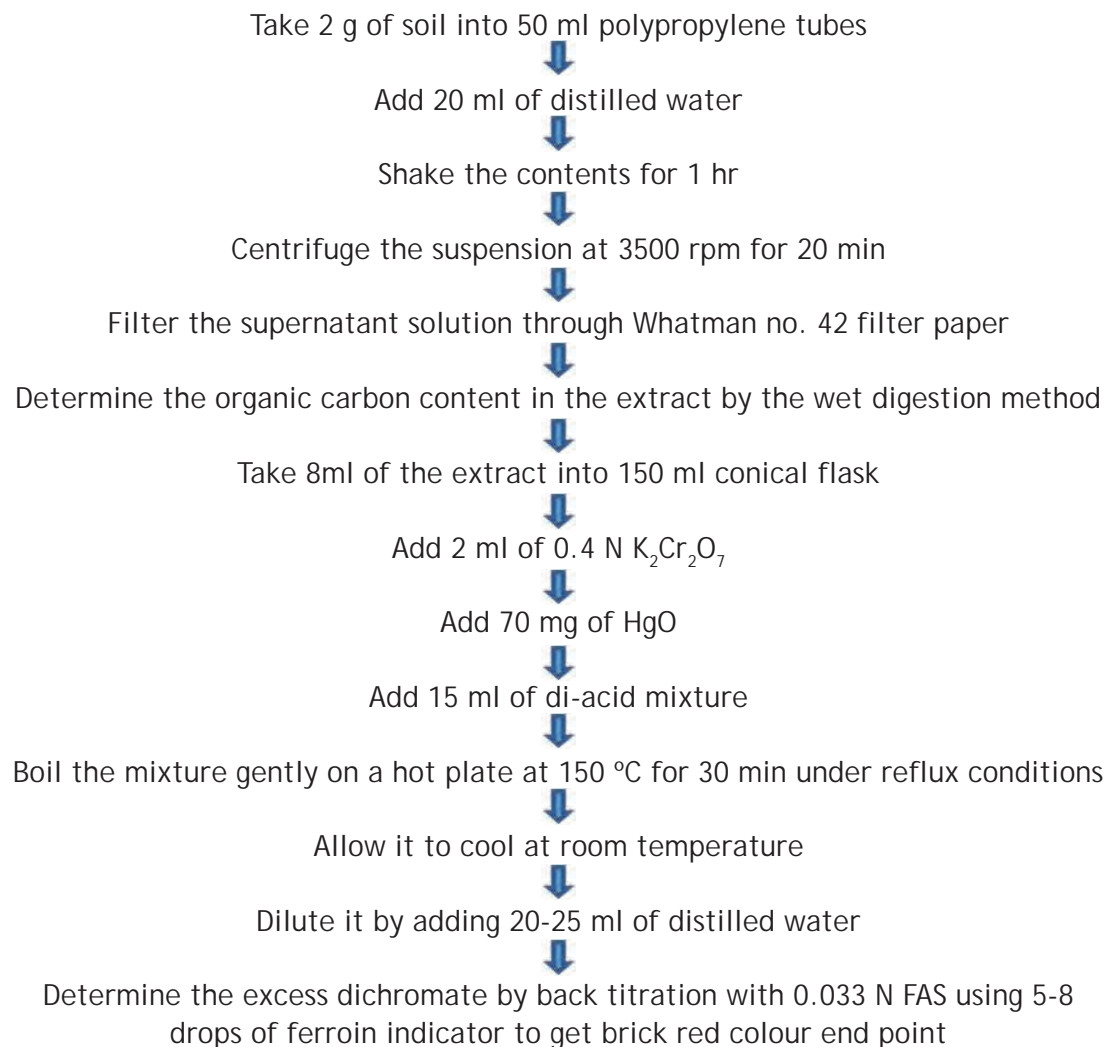 Take 2 g of soil into 50 ml polypropylene tubes
Add 20 ml of distilled water
Shake the contents for 1 hr
Centrifuge the suspension at 3500 rpm for 20 min
Filter the supernatant solution through Whatman no. 42 filter paper
Determine the organic carbon content in the extract by the wet digestion method
Take 8ml of the extract into 150 ml conical flask
Add 2 ml of 0.4 N K₂Cr₂O₇
Add 70 mg of HgO
Add 15 ml of di-acid mixture
Boil the mixture gently on a hot plate at 150 ºC for 30 min under reflux conditions
Allow it to cool at room temperature
Dilute it by adding 20-25 ml of distilled water
Determine the excess dichromate by back titration with 0.033 N FAS using 5-8
drops of ferroin indicator to get brick red colour end point